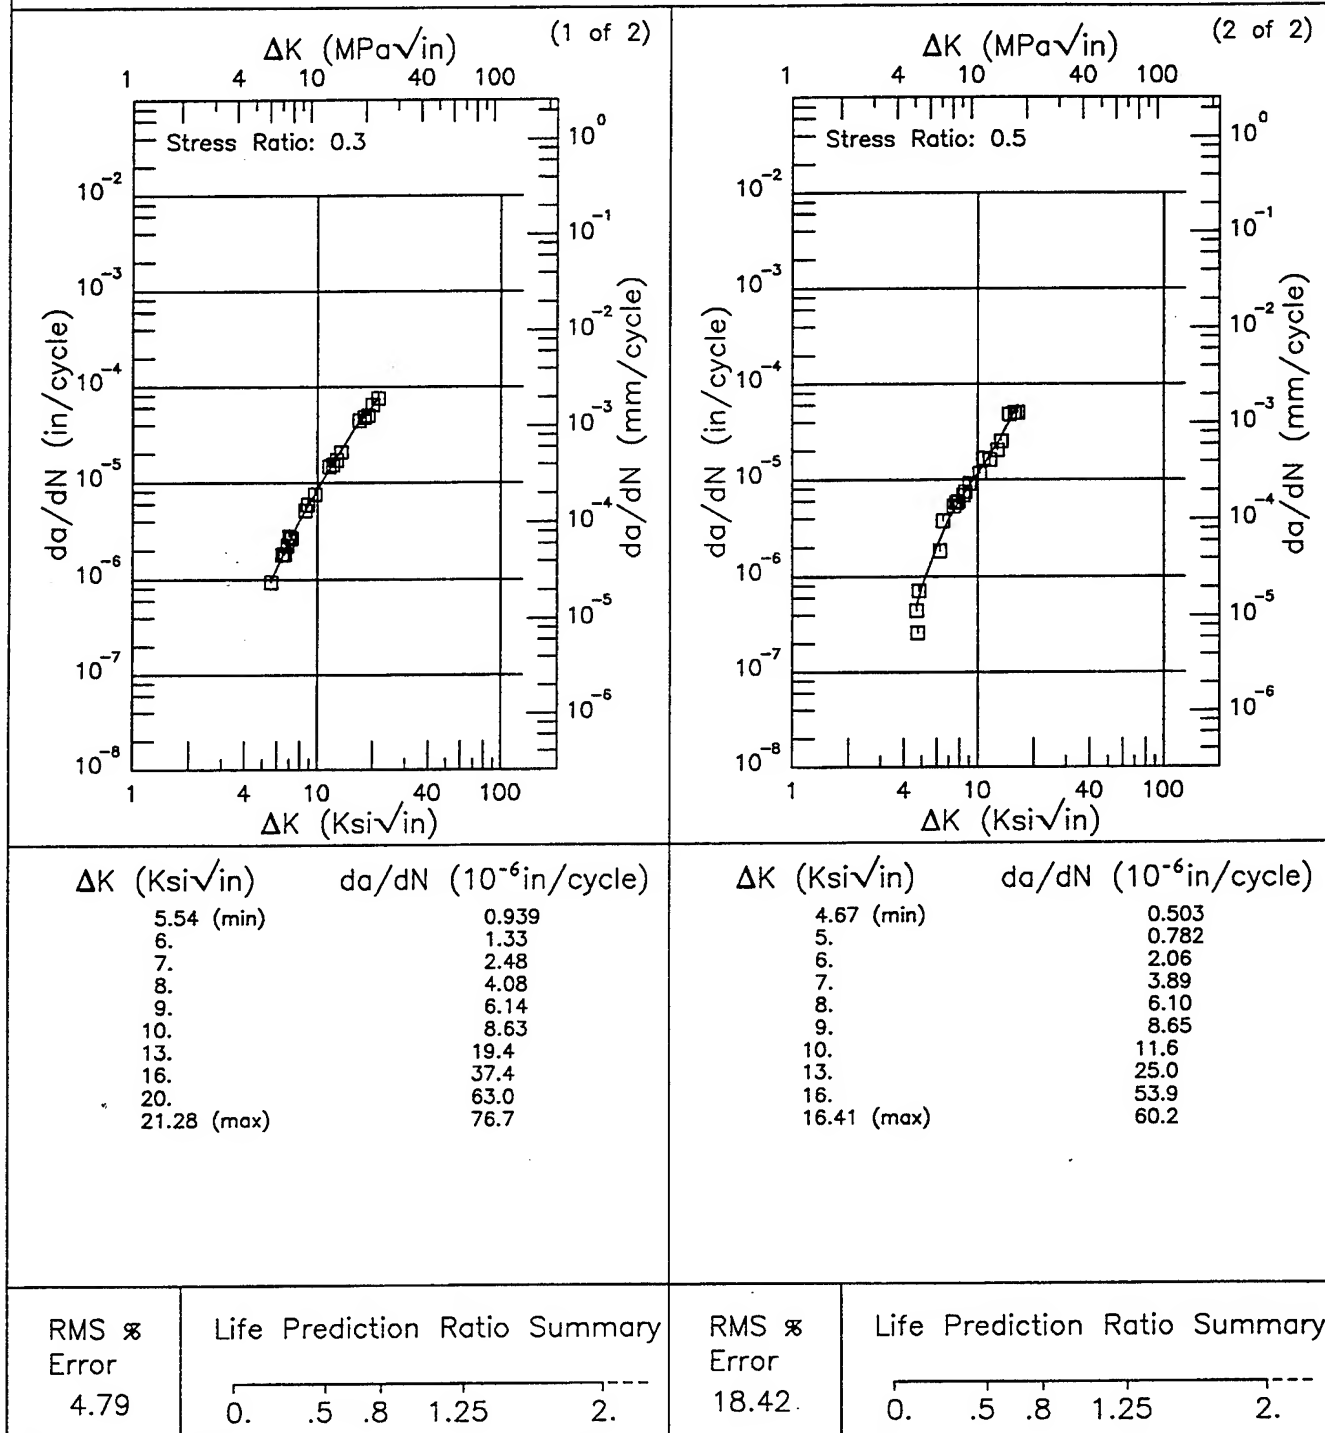 (1 of 2)
ΔK (MPa√in)
1 4 10 40 100
Stress Ratio: 0.3
da/dN (in/cycle)
10⁻²
10⁻³
10⁻⁴
10⁻⁵
10⁻⁶
10⁻⁷
10⁻⁸
10⁰
10⁻¹
10⁻²
10⁻³
10⁻⁴
10⁻⁵
10⁻⁶
da/dN (mm/cycle)
1 4 10 40 100
ΔK (Ksi√in)
(2 of 2)
ΔK (MPa√in)
1 4 10 40 100
Stress Ratio: 0.5
da/dN (in/cycle)
10⁻²
10⁻³
10⁻⁴
10⁻⁵
10⁻⁶
10⁻⁷
10⁻⁸
10⁰
10⁻¹
10⁻²
10⁻³
10⁻⁴
10⁻⁵
10⁻⁶
da/dN (mm/cycle)
1 4 10 40 100
ΔK (Ksi√in)
ΔK (Ksi√in) da/dN (10⁻⁶in/cycle)
5.54 (min) 0.939
6. 1.33
7. 2.48
8. 4.08
9. 6.14
10. 8.63
13. 19.4
16. 37.4
20. 63.0
21.28 (max) 76.7
ΔK (Ksi√in) da/dN (10⁻⁶in/cycle)
4.67 (min) 0.503
5. 0.782
6. 2.06
7. 3.89
8. 6.10
9. 8.65
10. 11.6
13. 25.0
16. 53.9
16.41 (max) 60.2
RMS %
Error
4.79
Life Prediction Ratio Summary
0. .5 .8 1.25 2.
RMS %
Error
18.42
Life Prediction Ratio Summary
0. .5 .8 1.25 2.